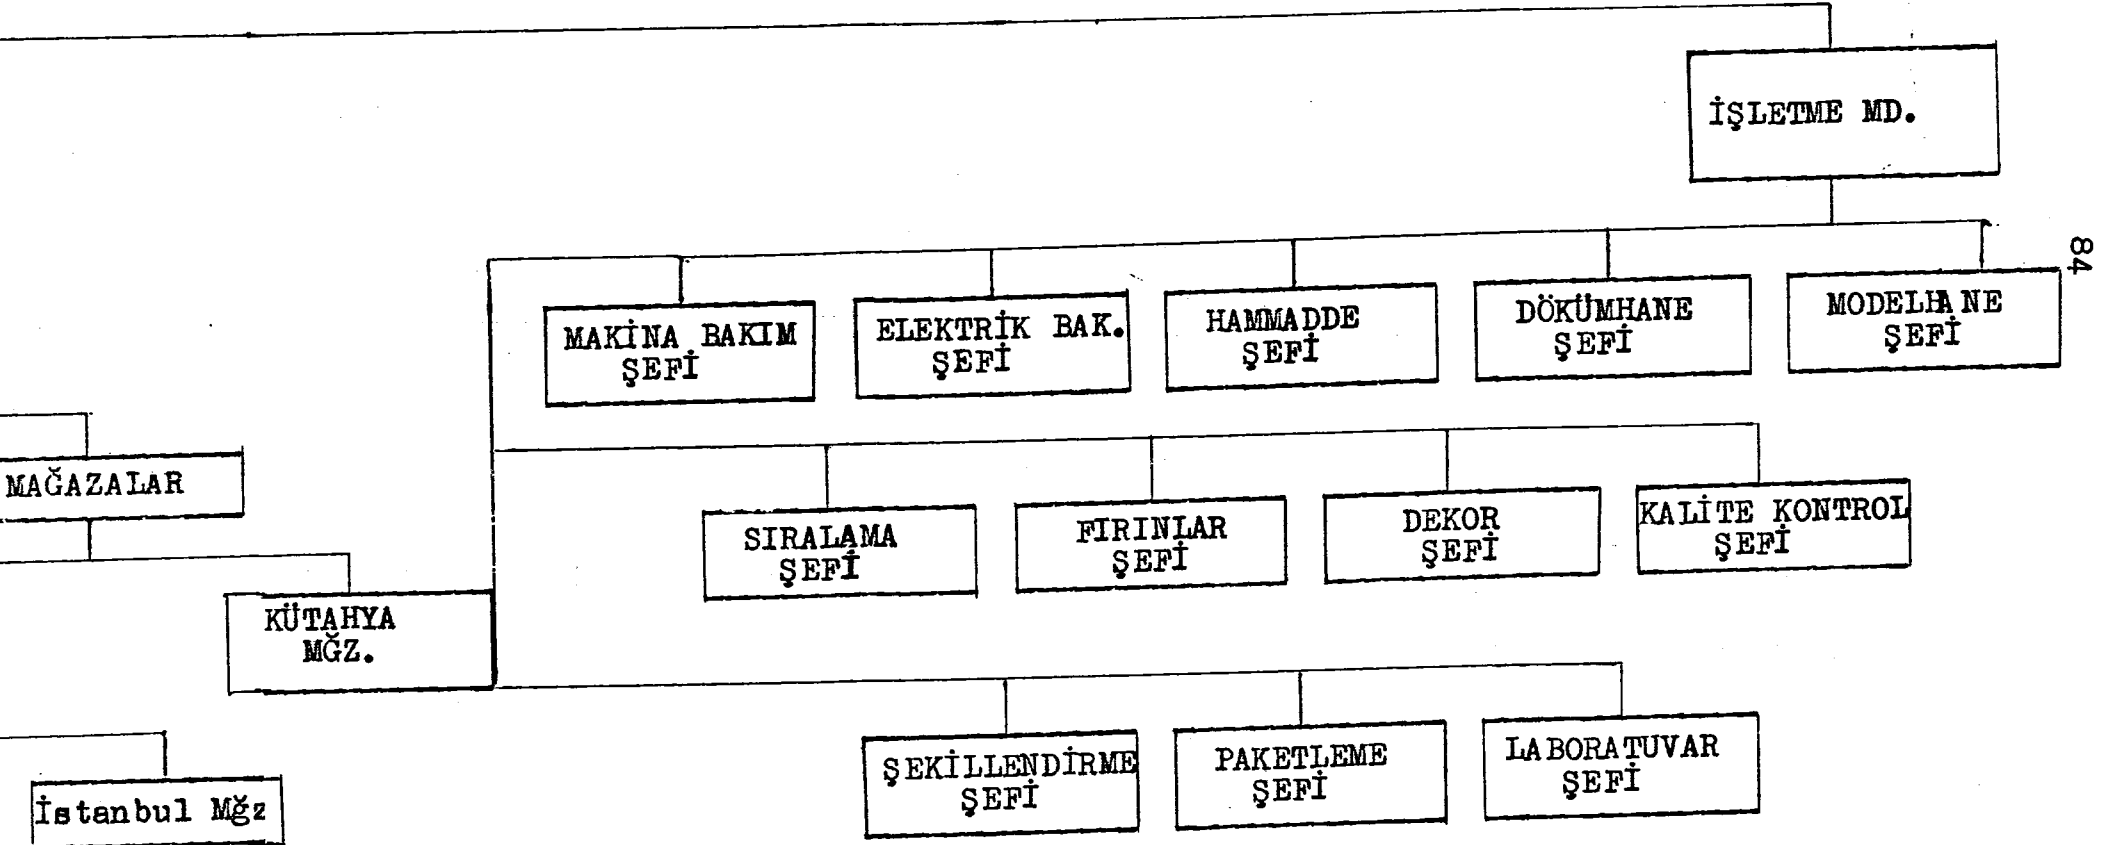 İŞLETME MD.
84
MAKİNA BAKIM
ŞEFİ
ELEKTRİK BAK.
ŞEFİ
HAMMADDE
ŞEFİ
DÖKÜMHANE
ŞEFİ
MODELHANE
ŞEFİ
MAĞAZALAR
SIRALAMA
ŞEFİ
FIRINLAR
ŞEFİ
DEKOR
ŞEFİ
KALİTE KONTROL
ŞEFİ
KÜTAHYA
MĞZ.
ŞEKİLLENDİRME
ŞEFİ
PAKETLEME
ŞEFİ
LABORATUVAR
ŞEFİ
İstanbul Mğz